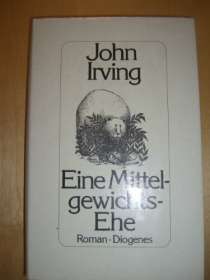 John
Irving
Eine Mittel-
gewichts-
Ehe
Roman · Diogenes